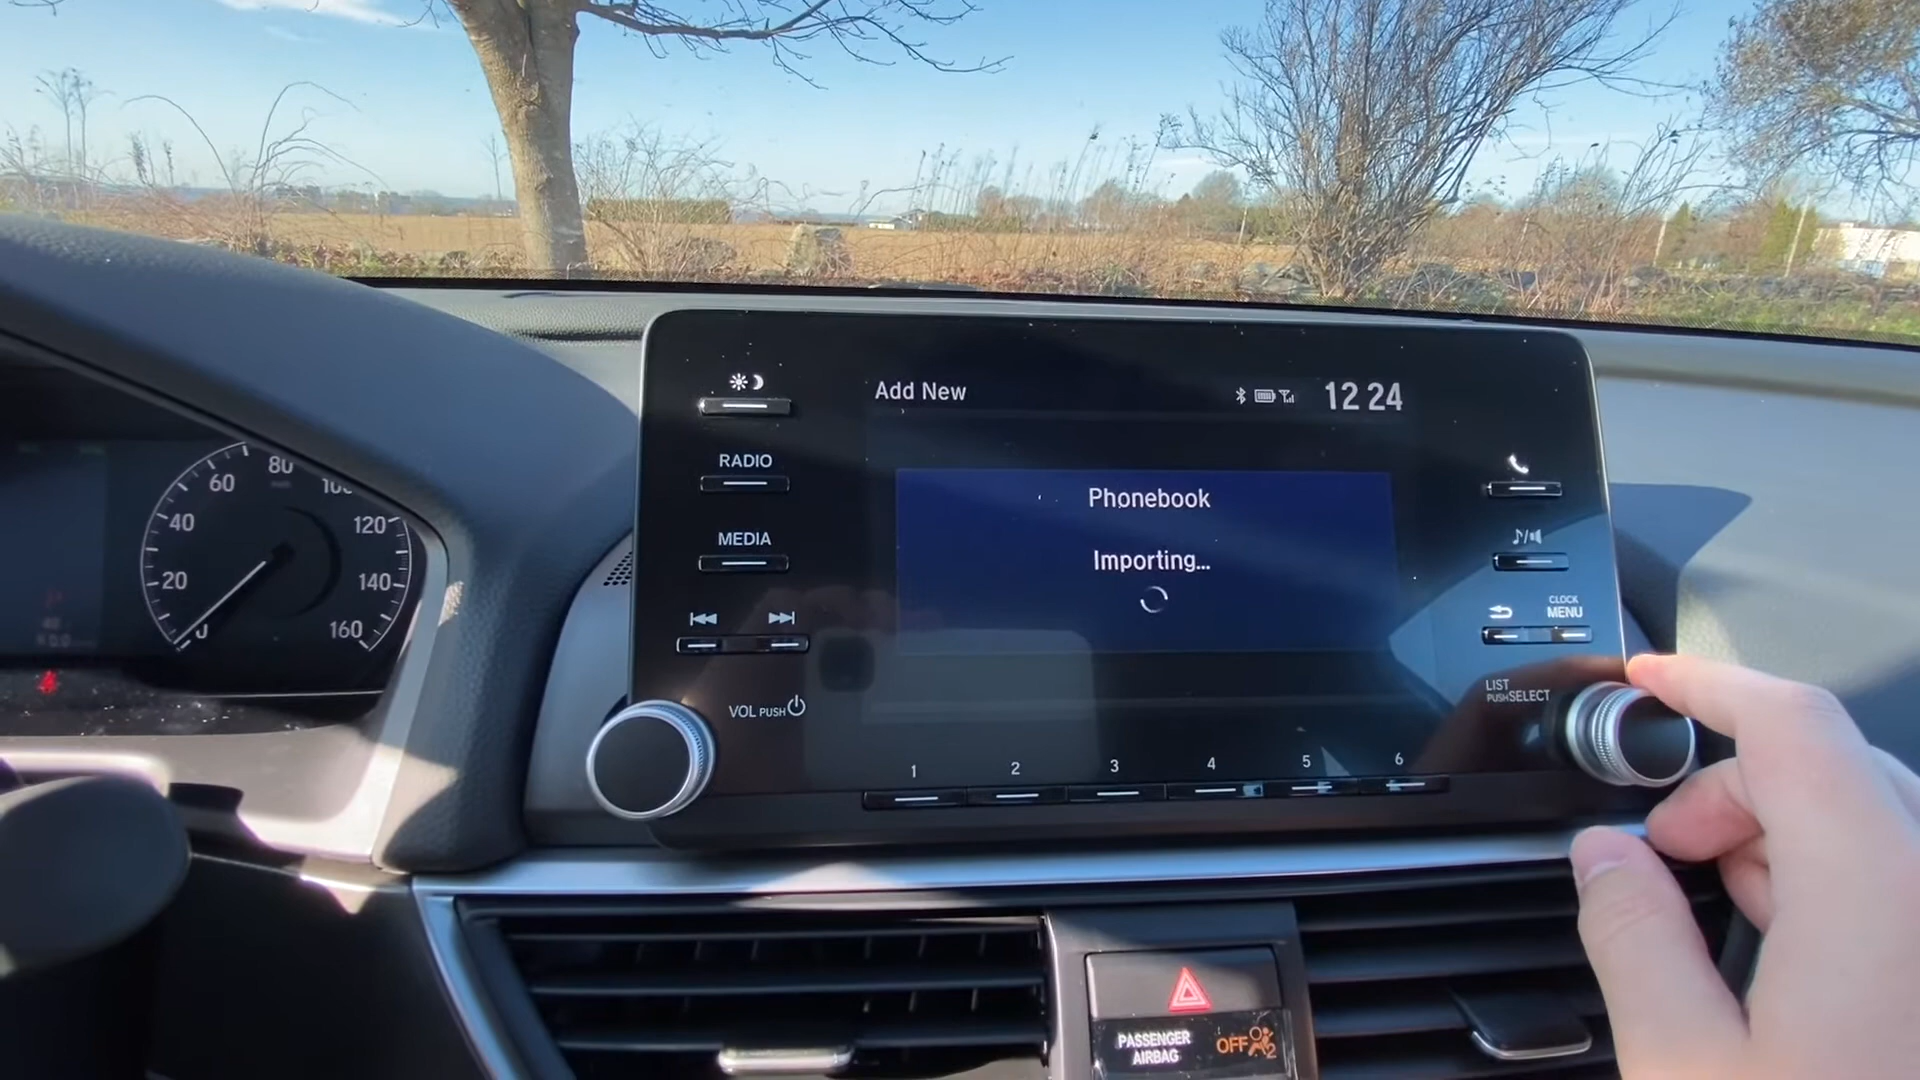 Add New
12 24
RADIO
MEDIA
VOL PUSH
Phonebook
Importing...
CLOCK
MENU
LIST
PUSH SELECT
1 2 3 4 5 6
20 40 60 80 120 140 160
PASSENGER
AIRBAG
OFF
2